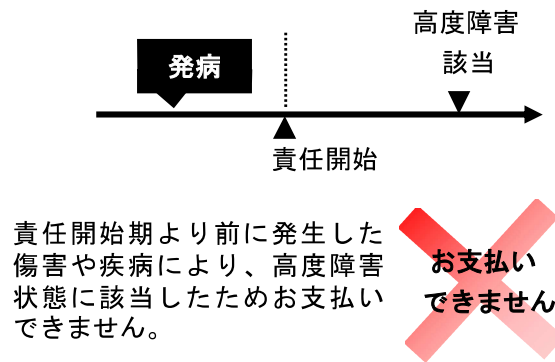 高度障害
該当
発病
責任開始
責任開始期より前に発生した
傷害や疾病により、高度障害
状態に該当したためお支払い
できません。
お支払い
できません